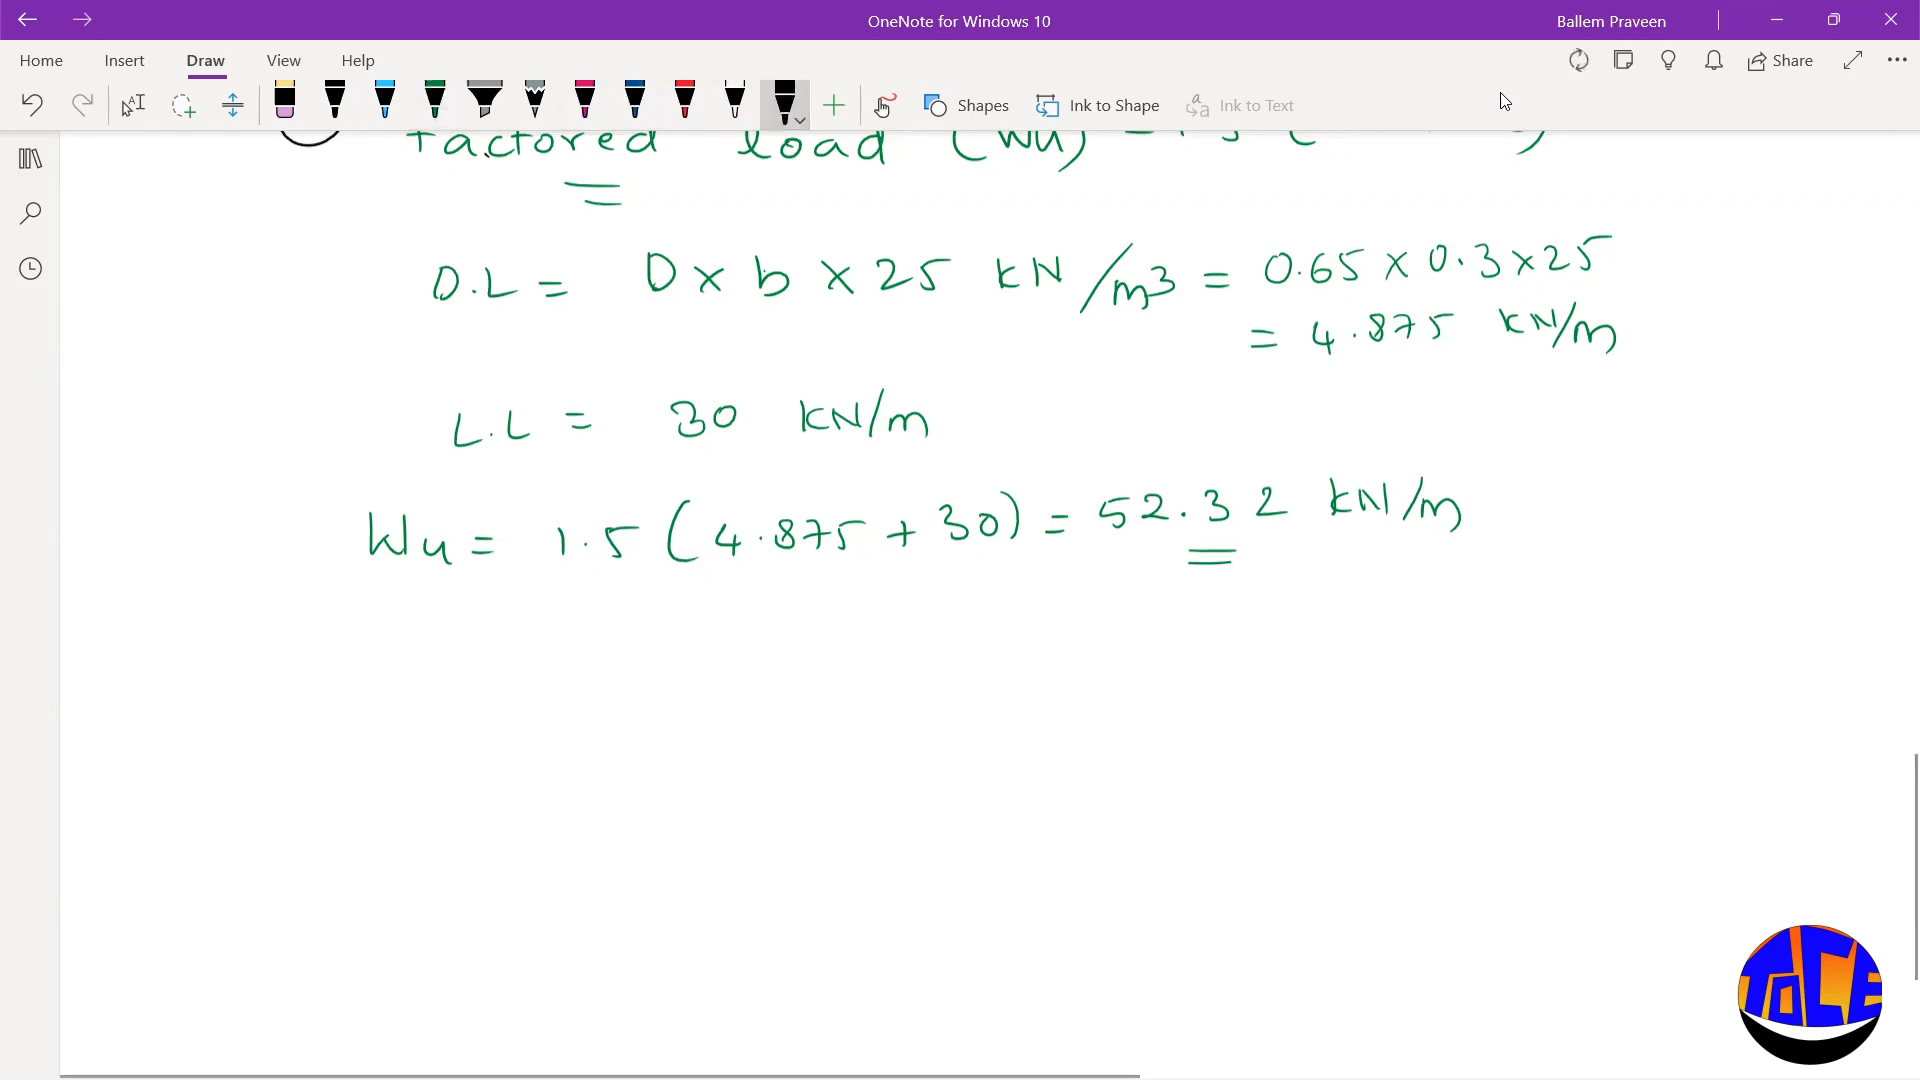 OneNote for Windows 10
Ballem Praveen
Home Insert Draw View Help
Share
Shapes Ink to Shape Ink to Text
factored load (Wu)
D.L = D x b x 25 kN/m3 = 0.65 x 0.3 x 25
= 4.875 KN/m
L.L = 30 KN/m
Wu = 1.5 (4.875 + 30) = 52.32 kN/m